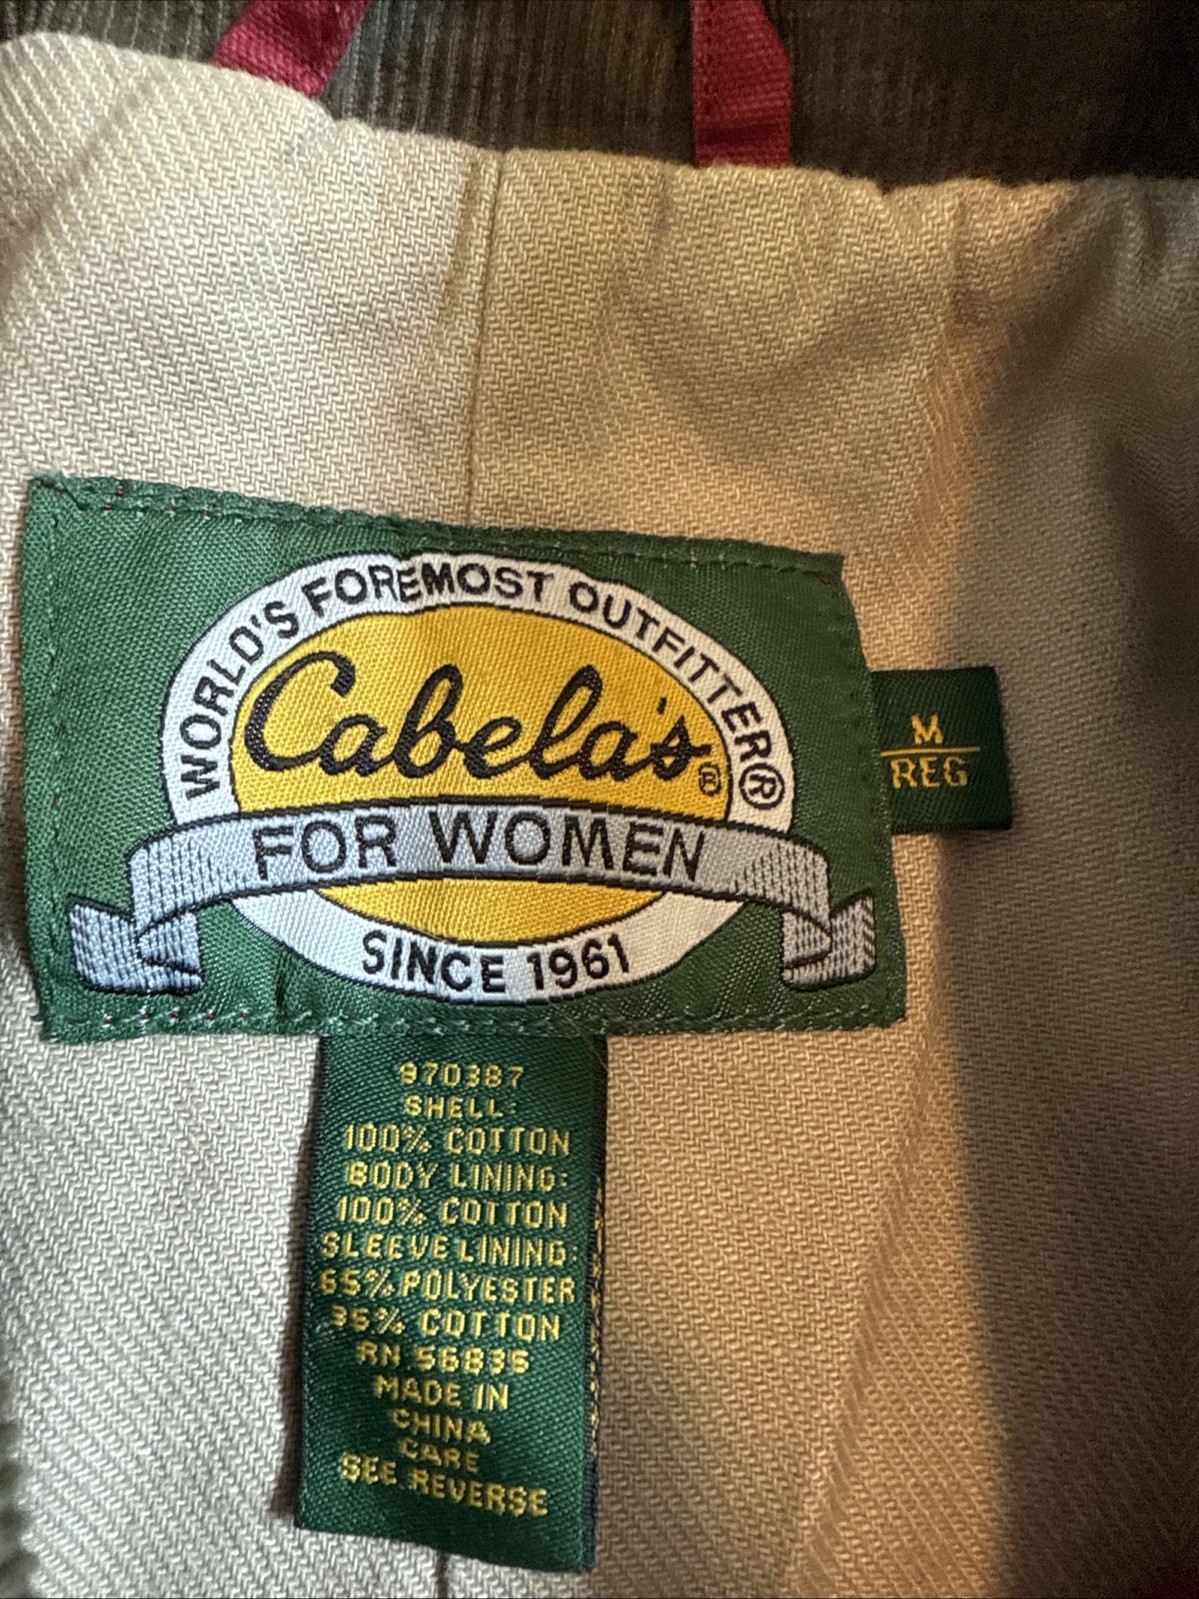 WORLD'S FOREMOST OUTFITTER®
Cabela's®
FOR WOMEN
SINCE 1961
M
REG
970387
SHELL:
100% COTTON
BODY LINING:
100% COTTON
SLEEVE LINING:
65% POLYESTER
35% COTTON
RN 56835
MADE IN
CHINA
CARE
SEE REVERSE